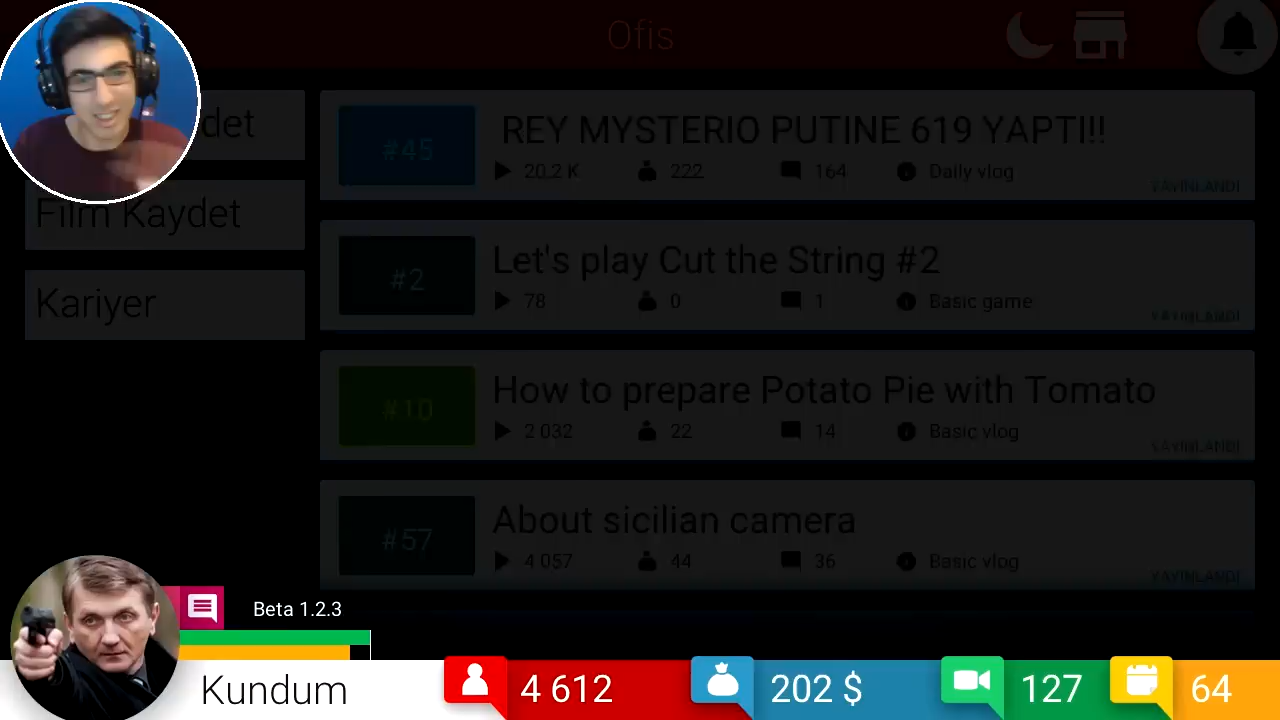 Ofis
det
Film Kaydet
Kariyer
#45
REY MYSTERIO PUTINE 619 YAPTI!!
20.2 K 222 164 Daily vlog
YAYINLANDI
#2
Let's play Cut the String #2
78 0 1 Basic game
YAYINLANDI
#10
How to prepare Potato Pie with Tomato
2 032 22 14 Basic vlog
YAYINLANDI
#57
About sicilian camera
4 057 44 36 Basic vlog
YAYINLANDI
Beta 1.2.3
Kundum
4 612
202 $
127
64